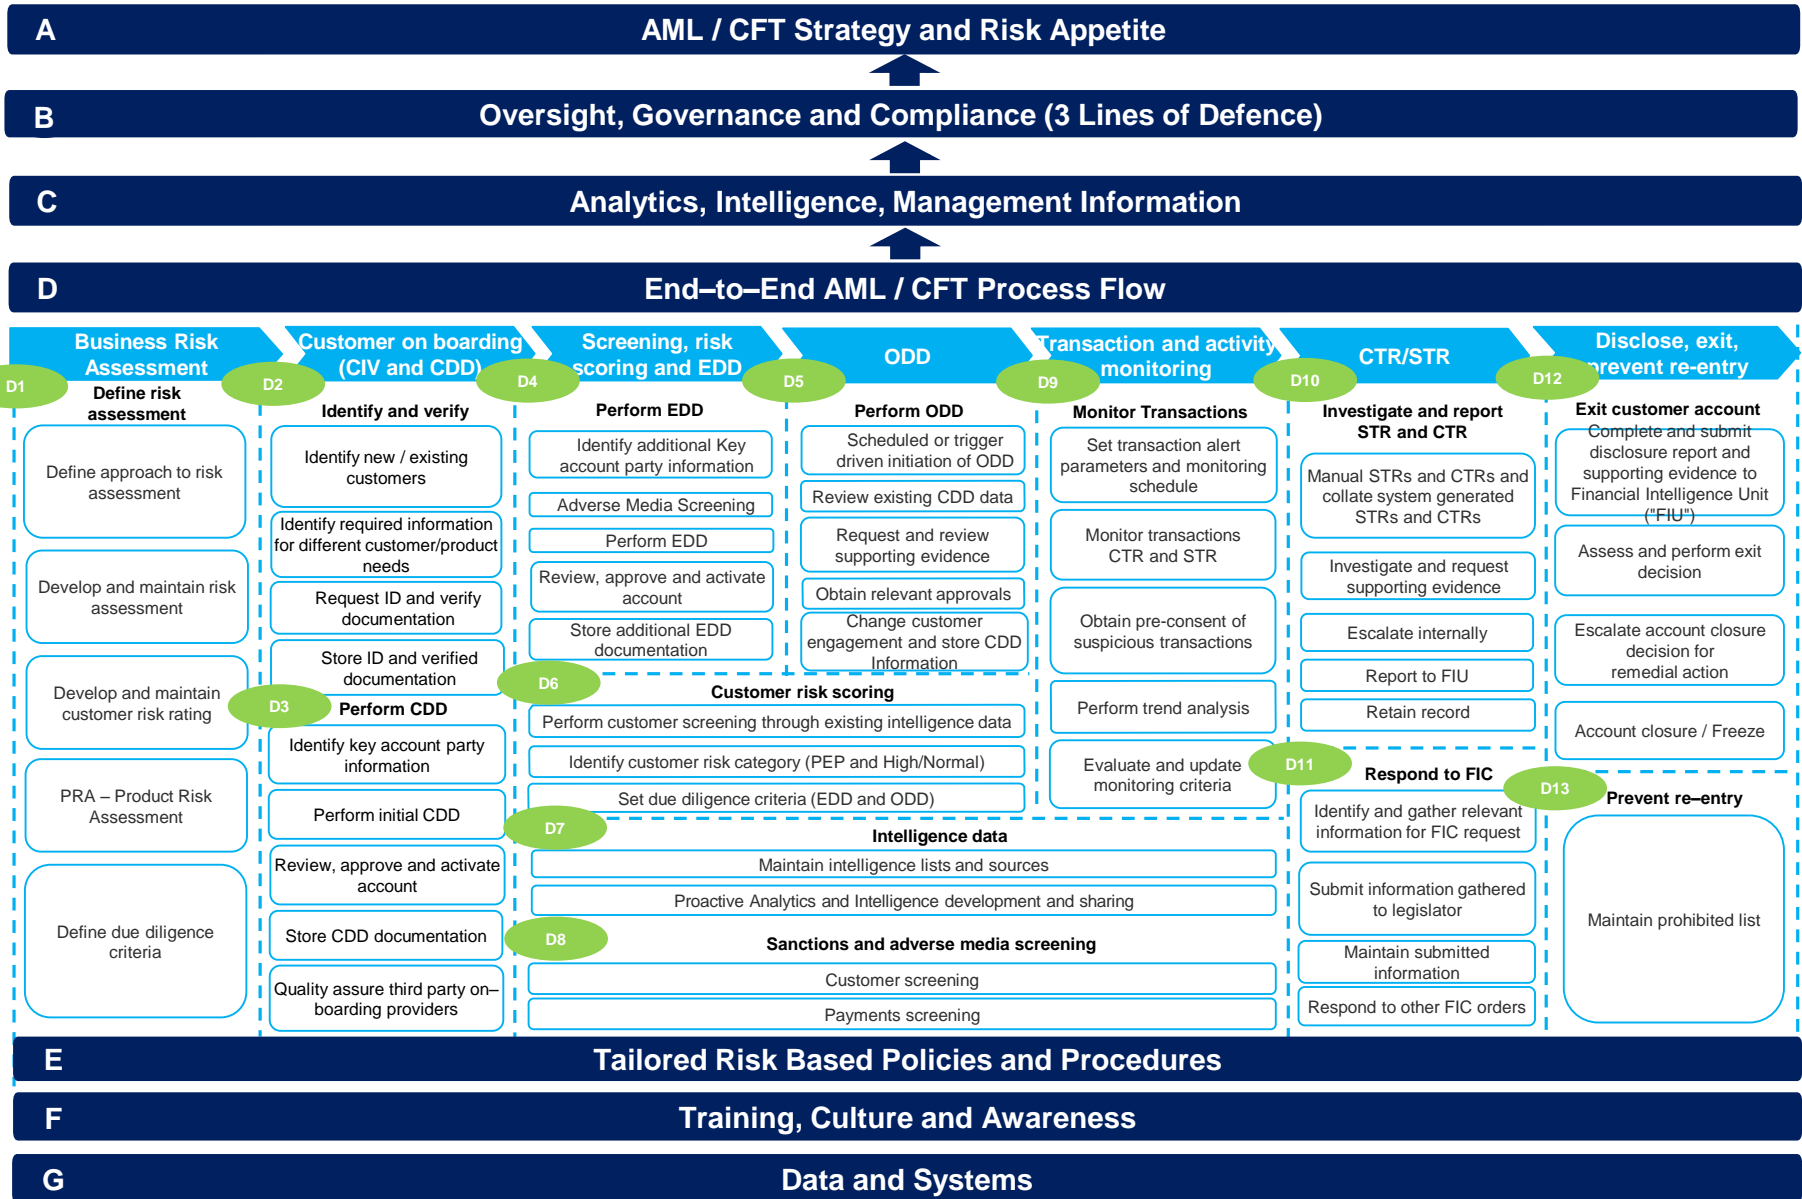 A
AML / CFT Strategy and Risk Appetite
B
Oversight, Governance and Compliance (3 Lines of Defence)
C
Analytics, Intelligence, Management Information
D
End–to–End AML / CFT Process Flow
Business Risk
Assessment
Customer on boarding
(CIV and CDD)
Screening, risk
scoring and EDD
ODD
Transaction and activity
monitoring
CTR/STR
Disclose, exit,
prevent re-entry
D1
Define risk
assessment
Define approach to risk
assessment
Develop and maintain risk
assessment
Develop and maintain
customer risk rating
PRA – Product Risk
Assessment
Define due diligence
criteria
D2
Identify and verify
Identify new / existing
customers
Identify required information
for different customer/product
needs
Request ID and verify
documentation
Store ID and verified
documentation
D3
Perform CDD
Identify key account party
information
Perform initial CDD
Review, approve and activate
account
Store CDD documentation
Quality assure third party on–
boarding providers
D4
Perform EDD
Identify additional Key
account party information
Adverse Media Screening
Perform EDD
Review, approve and activate
account
Store additional EDD
documentation
D5
Perform ODD
Scheduled or trigger
driven initiation of ODD
Review existing CDD data
Request and review
supporting evidence
Obtain relevant approvals
Change customer
engagement and store CDD
Information
D6
Customer risk scoring
Perform customer screening through existing intelligence data
Identify customer risk category (PEP and High/Normal)
Set due diligence criteria (EDD and ODD)
D7
Intelligence data
Maintain intelligence lists and sources
Proactive Analytics and Intelligence development and sharing
D8
Sanctions and adverse media screening
Customer screening
Payments screening
D9
Monitor Transactions
Set transaction alert
parameters and monitoring
schedule
Monitor transactions
CTR and STR
Obtain pre-consent of
suspicious transactions
Perform trend analysis
Evaluate and update
monitoring criteria
D10
Investigate and report
STR and CTR
Manual STRs and CTRs and
collate system generated
STRs and CTRs
Investigate and request
supporting evidence
Escalate internally
Report to FIU
Retain record
D11
Respond to FIC
Identify and gather relevant
information for FIC request
Submit information gathered
to legislator
Maintain submitted
information
Respond to other FIC orders
D12
Exit customer account
Complete and submit
disclosure report and
supporting evidence to
Financial Intelligence Unit
("FIU")
Assess and perform exit
decision
Escalate account closure
decision for
remedial action
Account closure / Freeze
D13
Prevent re–entry
Maintain prohibited list
E
Tailored Risk Based Policies and Procedures
F
Training, Culture and Awareness
G
Data and Systems